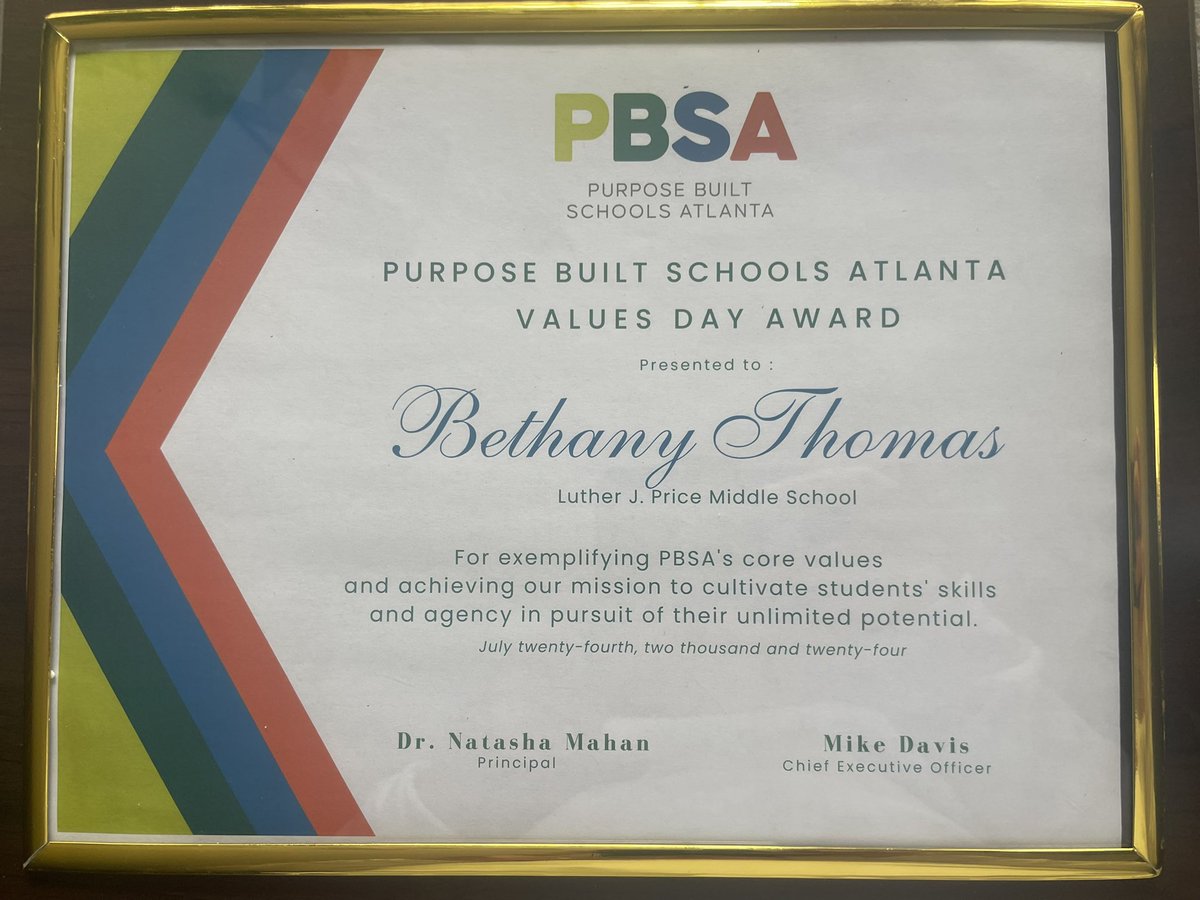 PBSA
PURPOSE BUILT
SCHOOLS ATLANTA
PURPOSE BUILT SCHOOLS ATLANTA
VALUES DAY AWARD
Presented to :
Bethany Thomas
Luther J. Price Middle School
For exemplifying PBSA's core values
and achieving our mission to cultivate students' skills
and agency in pursuit of their unlimited potential.
July twenty-fourth, two thousand and twenty-four
Dr. Natasha Mahan
Principal
Mike Davis
Chief Executive Officer